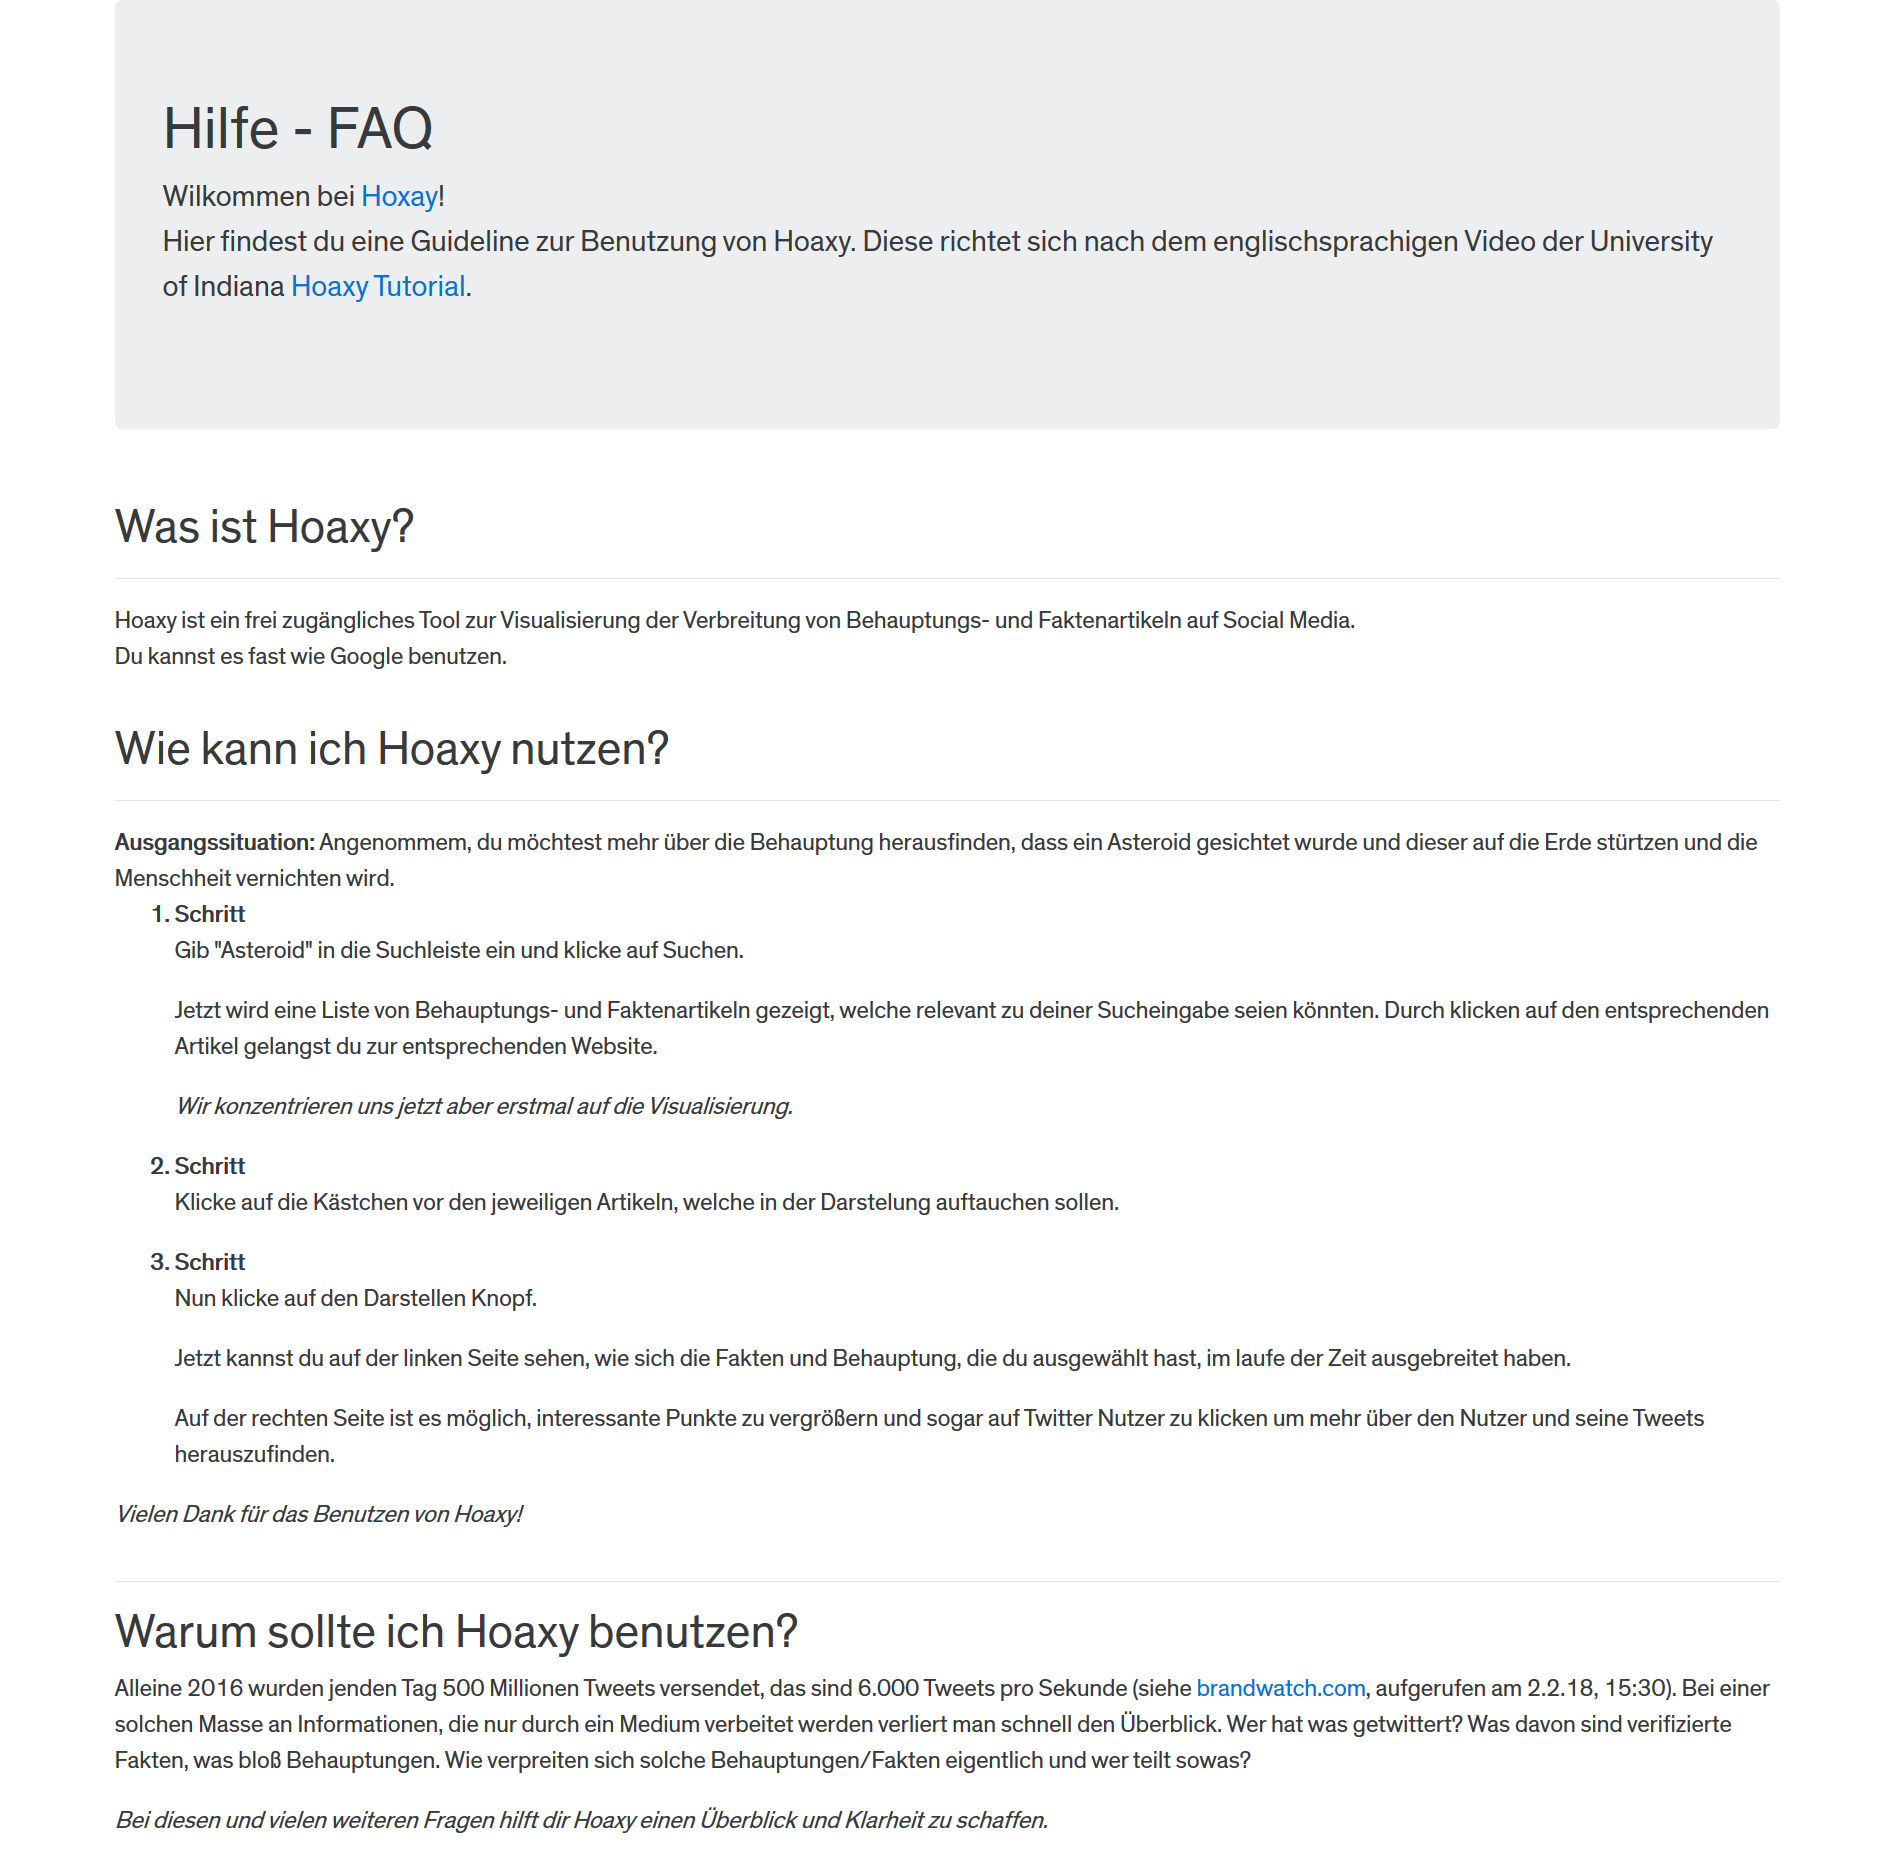 Hilfe - FAQ
Wilkommen bei Hoxay!
Hier findest du eine Guideline zur Benutzung von Hoaxy. Diese richtet sich nach dem englischsprachigen Video der University
of Indiana Hoaxy Tutorial.
Was ist Hoaxy?
Hoaxy ist ein frei zugängliches Tool zur Visualisierung der Verbreitung von Behauptungs- und Faktenartikeln auf Social Media.
Du kannst es fast wie Google benutzen.
Wie kann ich Hoaxy nutzen?
Ausgangssituation: Angenommem, du möchtest mehr über die Behauptung herausfinden, dass ein Asteroid gesichtet wurde und dieser auf die Erde stürtzen und die
Menschheit vernichten wird.
1. Schritt
Gib "Asteroid" in die Suchleiste ein und klicke auf Suchen.
Jetzt wird eine Liste von Behauptungs- und Faktenartikeln gezeigt, welche relevant zu deiner Sucheingabe seien könnten. Durch klicken auf den entsprechenden
Artikel gelangst du zur entsprechenden Website.
Wir konzentrieren uns jetzt aber erstmal auf die Visualisierung.
2. Schritt
Klicke auf die Kästchen vor den jeweiligen Artikeln, welche in der Darstelung auftauchen sollen.
3. Schritt
Nun klicke auf den Darstellen Knopf.
Jetzt kannst du auf der linken Seite sehen, wie sich die Fakten und Behauptung, die du ausgewählt hast, im laufe der Zeit ausgebreitet haben.
Auf der rechten Seite ist es möglich, interessante Punkte zu vergrößern und sogar auf Twitter Nutzer zu klicken um mehr über den Nutzer und seine Tweets
herauszufinden.
Vielen Dank für das Benutzen von Hoaxy!
Warum sollte ich Hoaxy benutzen?
Alleine 2016 wurden jenden Tag 500 Millionen Tweets versendet, das sind 6.000 Tweets pro Sekunde (siehe brandwatch.com, aufgerufen am 2.2.18, 15:30). Bei einer
solchen Masse an Informationen, die nur durch ein Medium verbeitet werden verliert man schnell den Überblick. Wer hat was getwittert? Was davon sind verifizierte
Fakten, was bloß Behauptungen. Wie verpreiten sich solche Behauptungen/Fakten eigentlich und wer teilt sowas?
Bei diesen und vielen weiteren Fragen hilft dir Hoaxy einen Überblick und Klarheit zu schaffen.